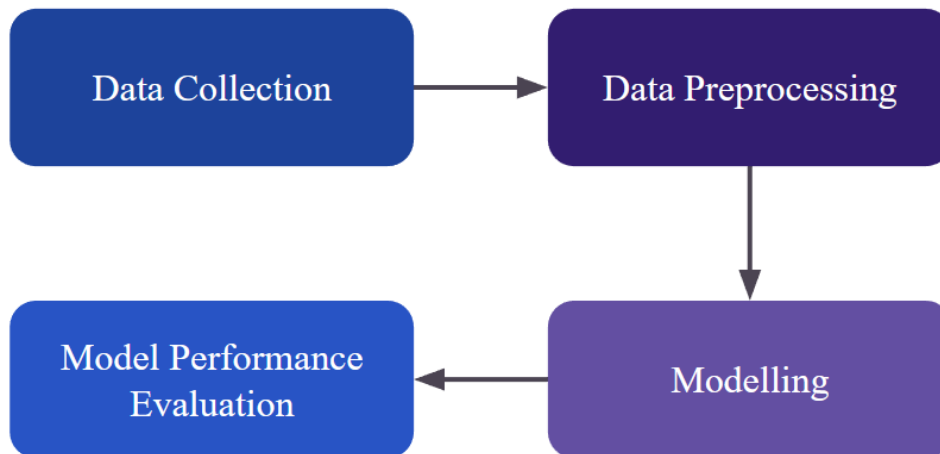 Data Collection
Data Preprocessing
Model Performance
Evaluation
Modelling